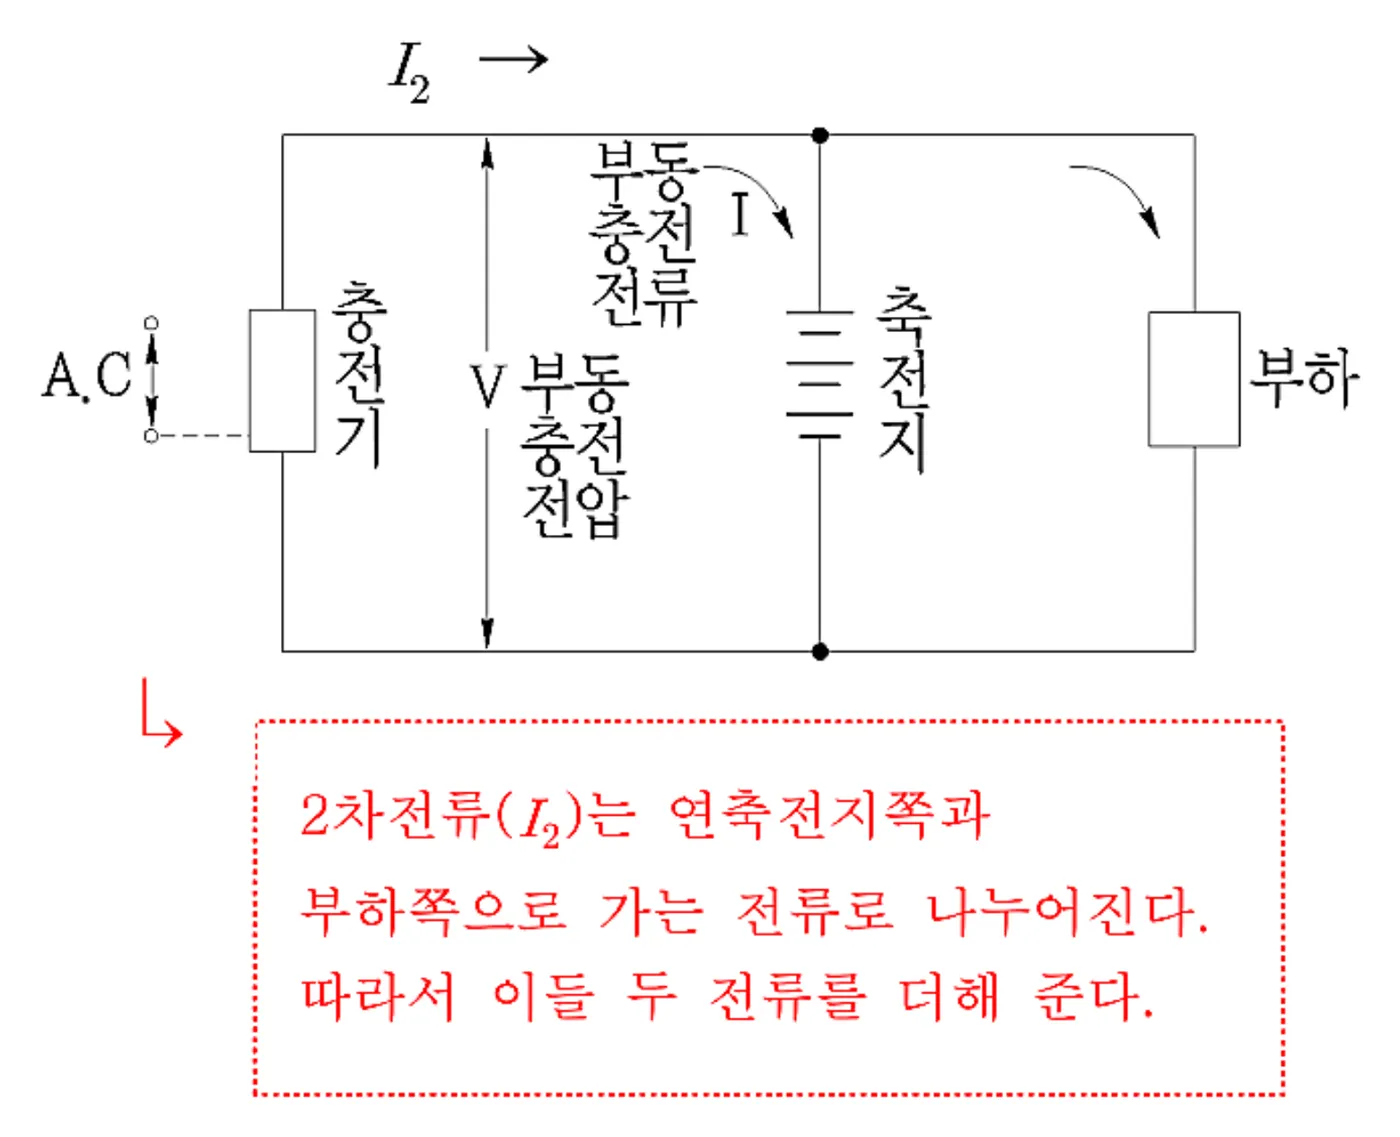 I₂ →
부동
충전
전류
I
충
전
기
A.C
V
부동
충전
전압
축
전
지
부하
2차전류(I₂)는 연축전지쪽과
부하쪽으로 가는 전류로 나누어진다.
따라서 이들 두 전류를 더해 준다.